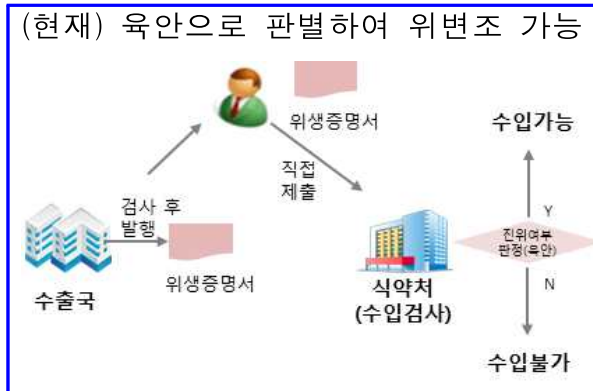 (현재) 육안으로 판별하여 위변조 가능
위생증명서
수입가능
직접
제출
검사 후
발행
Y
진위여부
판정(육안)
위생증명서
N
수출국
식약처
(수입검사)
수입불가